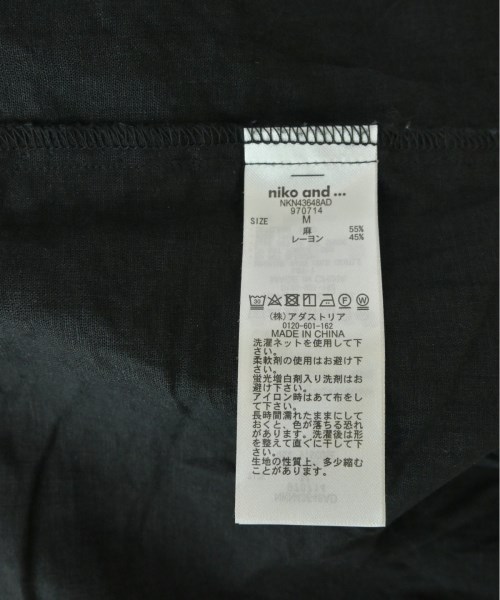 niko and ...
NKN43648AD
970714
SIZE M
麻 55%
レーヨン 45%
(株)アダストリア
0120-601-162
MADE IN CHINA
洗濯ネットを使用して下
さい。
柔軟剤の使用はお避け下
さい。
蛍光増白剤入り洗剤はお
避け下さい。
アイロン時はあて布をし
て下さい。
長時間濡れたままにして
おくと、色が落ちる恐れ
があります。洗濯後は形
を整えて直ぐに干して下
さい。
生地の性質上、多少縮む
ことがあります。